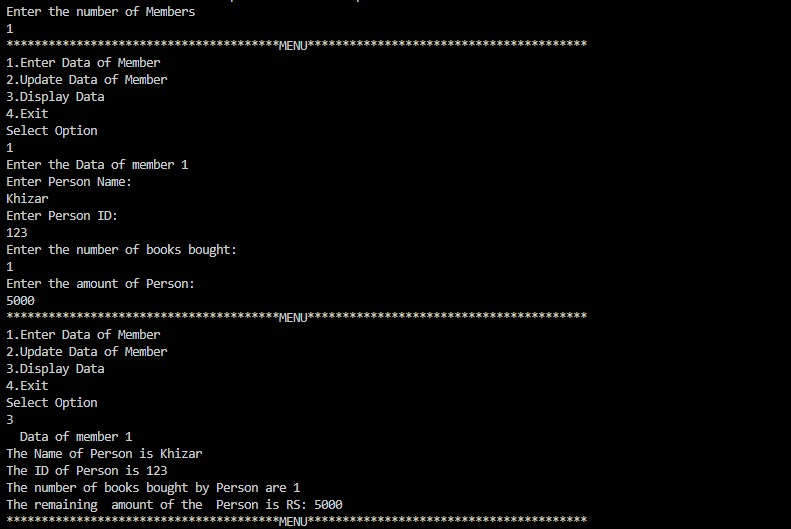 Enter the number of Members
1
***************************************MENU****************************************
1.Enter Data of Member
2.Update Data of Member
3.Display Data
4.Exit
Select Option
1
Enter the Data of member 1
Enter Person Name:
Khizar
Enter Person ID:
123
Enter the number of books bought:
1
Enter the amount of Person:
5000
***************************************MENU****************************************
1.Enter Data of Member
2.Update Data of Member
3.Display Data
4.Exit
Select Option
3
  Data of member 1
The Name of Person is Khizar
The ID of Person is 123
The number of books bought by Person are 1
The remaining  amount of the  Person is RS: 5000
***************************************MENU****************************************